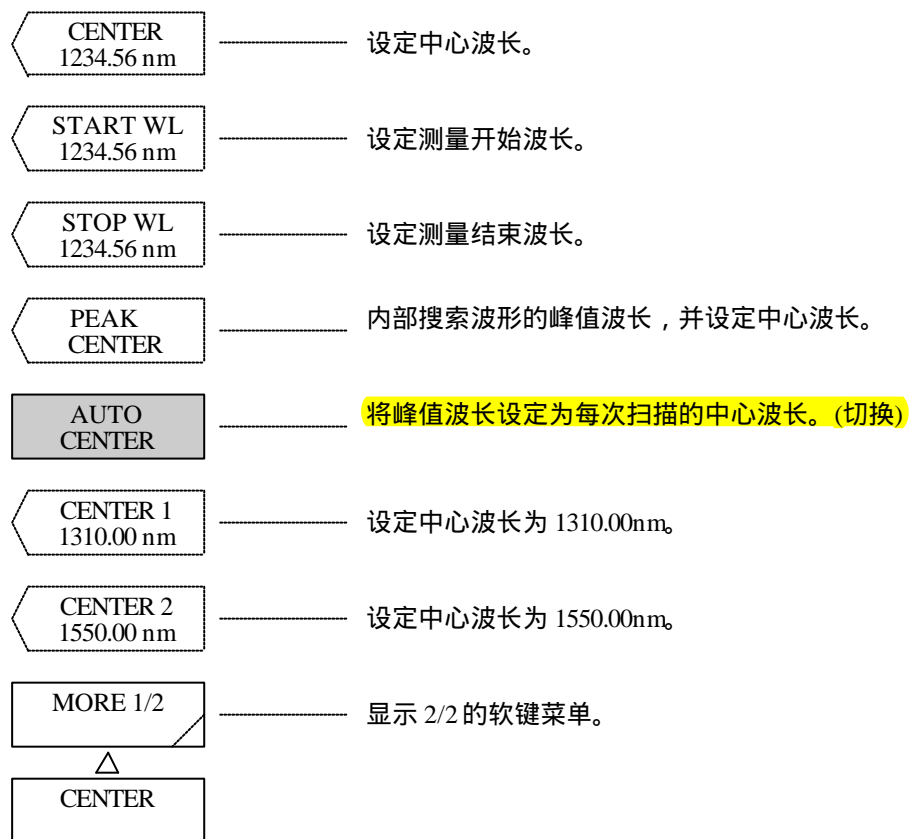 CENTER
1234.56 nm
设定中心波长。
START WL
1234.56 nm
设定测量开始波长。
STOP WL
1234.56 nm
设定测量结束波长。
PEAK
CENTER
内部搜索波形的峰值波长，并设定中心波长。
AUTO
CENTER
将峰值波长设定为每次扫描的中心波长。(切换)
CENTER 1
1310.00 nm
设定中心波长为 1310.00nm。
CENTER 2
1550.00 nm
设定中心波长为 1550.00nm。
MORE 1/2
显示 2/2 的软键菜单。
CENTER